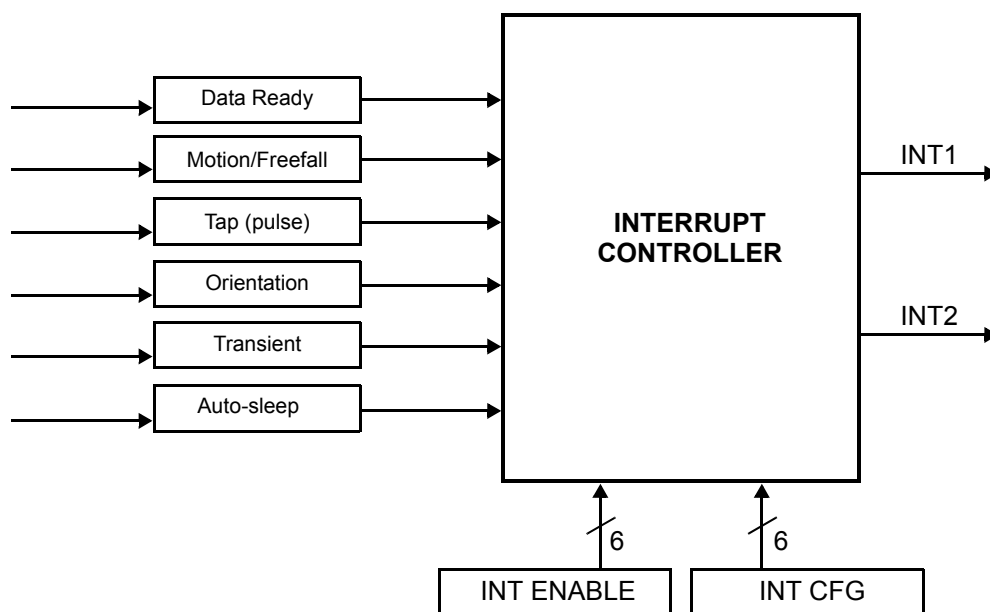 Data Ready
Motion/Freefall
Tap (pulse)
Orientation
Transient
Auto-sleep
INTERRUPT
CONTROLLER
INT1
INT2
6
6
INT ENABLE
INT CFG